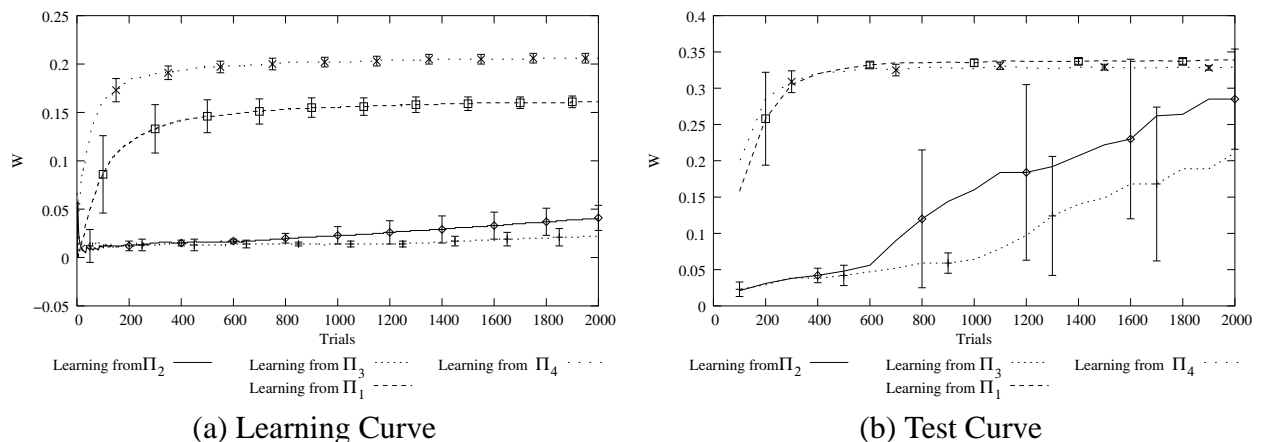 0.25
0.2
0.15
0.1
0.05
0
−0.05
W
0 200 400 600 800 1000 1200 1400 1600 1800 2000
Trials
Learning fromΠ2
Learning from Π3
Learning from Π4
Learning from Π1
(a) Learning Curve
0.4
0.35
0.3
0.25
0.2
0.15
0.1
0.05
0
W
0 200 400 600 800 1000 1200 1400 1600 1800 2000
Trials
Learning fromΠ2
Learning from Π3
Learning from Π4
Learning from Π1
(b) Test Curve